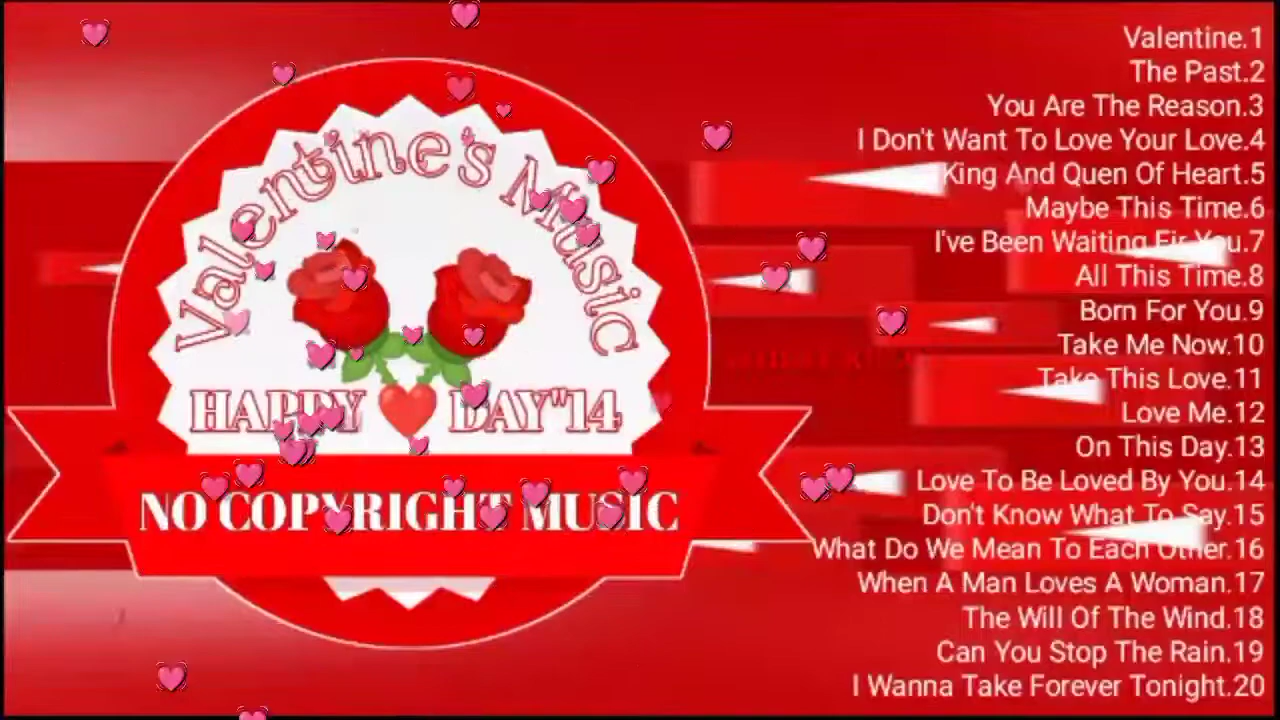 Valentine's Music
HAPPY DAY"14
NO COPYRIGHT MUSIC
Valentine.1
The Past.2
You Are The Reason.3
I Don't Want To Love Your Love.4
King And Quen Of Heart.5
Maybe This Time.6
I've Been Waiting Fir You.7
All This Time.8
Born For You.9
Take Me Now.10
Take This Love.11
Love Me.12
On This Day.13
Love To Be Loved By You.14
Don't Know What To Say.15
What Do We Mean To Each Other.16
When A Man Loves A Woman.17
The Will Of The Wind.18
Can You Stop The Rain.19
I Wanna Take Forever Tonight.20